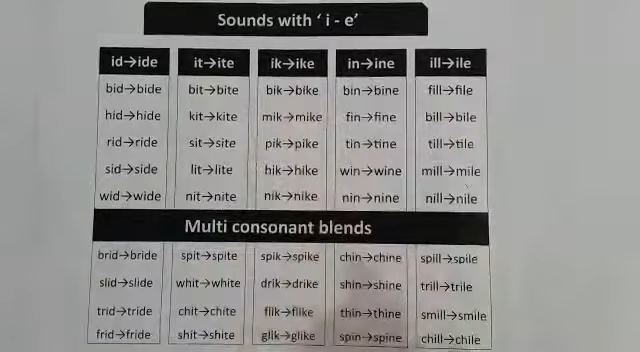 Sounds with ‘ i - e’
id→ide it→ite ik→ike in→ine ill→ile
bid→bide bit→bite bik→bike bin→bine fill→file
hid→hide kit→kite mik→mike fin→fine bill→bile
rid→ride sit→site pik→pike tin→tine till→tile
sid→side lit→lite hik→hike win→wine mill→mile
wid→wide nit→nite nik→nike nin→nine nill→nile
Multi consonant blends
brid→bride spit→spite spik→spike chin→chine spill→spile
slid→slide whit→white drik→drike shin→shine trill→trile
trid→tride chit→chite flik→flike thin→thine smill→smile
frid→fride shit→shite glik→glike spin→spine chill→chile